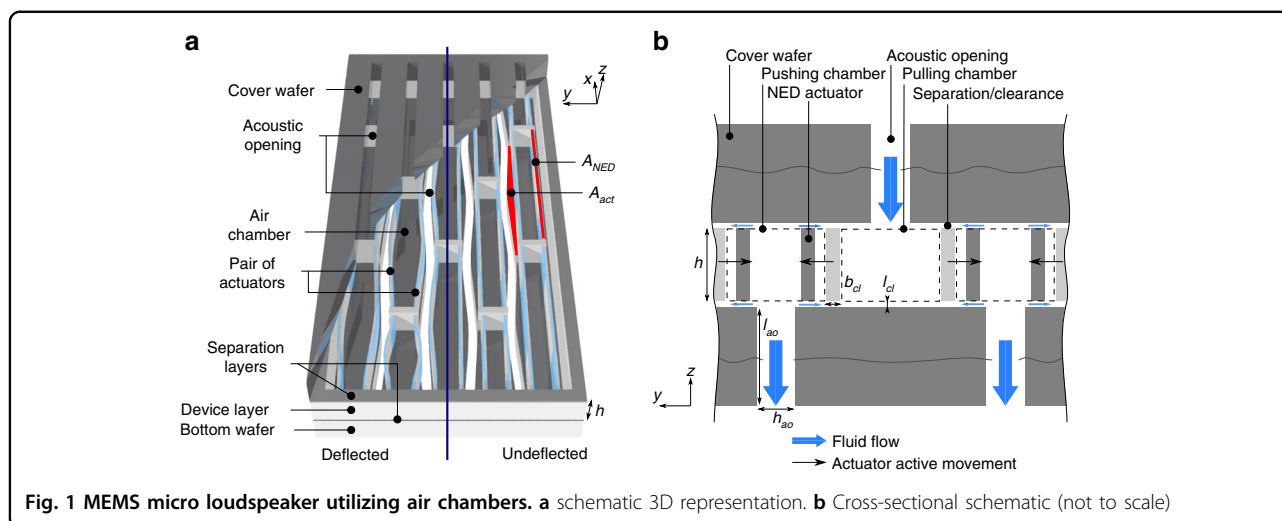 a
Cover wafer
Acoustic
opening
Air
chamber
Pair of
actuators
Separation
layers
Device layer
Bottom wafer
x
z
y
A_NED
A_act
h
Deflected
Undeflected
b
Cover wafer
Acoustic opening
Pushing chamber
Pulling chamber
NED actuator
Separation/clearance
h
b_cl
l_cl
l_ao
h_ao
z
y
Fluid flow
Actuator active movement
Fig. 1 MEMS micro loudspeaker utilizing air chambers. a schematic 3D representation. b Cross-sectional schematic (not to scale)